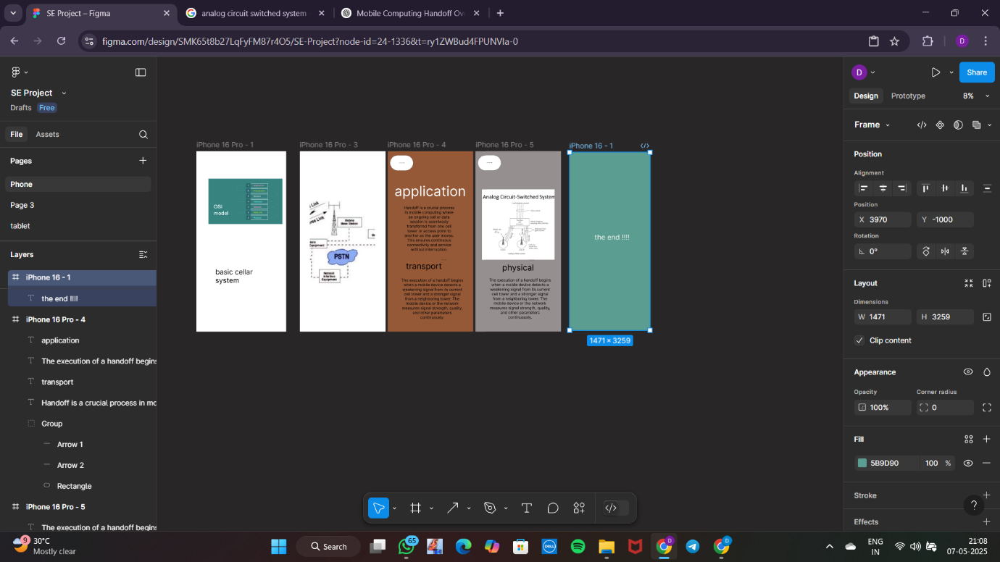 SE Project – Figma
analog circuit switched system
Mobile Computing Handoff Ov
figma.com/design/SMK65t8b27LqFyFM87r4O5/SE-Project?node-id=24-1336&t=ry1ZWBud4FPUNVla-0
D
SE Project
Drafts Free
File Assets
Pages
Phone
Page 3
tablet
Layers
iPhone 16 - 1
the end !!!!
iPhone 16 Pro - 4
application
The execution of a handoff begins
transport
Handoff is a crucial process in mo
Group
Arrow 1
Arrow 2
Rectangle
iPhone 16 Pro - 5
The execution of a handoff begins
iPhone 16 Pro - 1
OSI
model
basic cellar
system
iPhone 16 Pro - 3
Link
PSTN
Network
Interface
Equipment
iPhone 16 Pro - 4
application
Handoff is a crucial process
in mobile computing where
an ongoing call or data
session is seamlessly
transferred from one cell
tower or access point to
another as the user moves.
This ensures continuous
connectivity and service
without interruption.
transport
The execution of a handoff begins
when a mobile device detects a
weakening signal from its current
cell tower and a stronger signal
from a neighboring tower. The
mobile device or the network
measures signal strength, quality,
and other parameters
continuously.
iPhone 16 Pro - 5
Analog Circuit-Switched System
physical
The execution of a handoff begins
when a mobile device detects a
weakening signal from its current
cell tower and a stronger signal
from a neighboring tower. The
mobile device or the network
measures signal strength, quality,
and other parameters
continuously.
iPhone 16 - 1
the end !!!!
1471 × 3259
D
Share
Design Prototype 8%
Frame
Position
Alignment
Position
X 3970 Y -1000
Rotation
0°
Layout
Dimensions
W 1471 H 3259
Clip content
Appearance
Opacity Corner radius
100% 0
Fill
5B9D90 100 %
Stroke
Effects
?
9
30°C
Mostly clear
Search
65
DELL
D
D
ENG
IN
21:08
07-05-2025